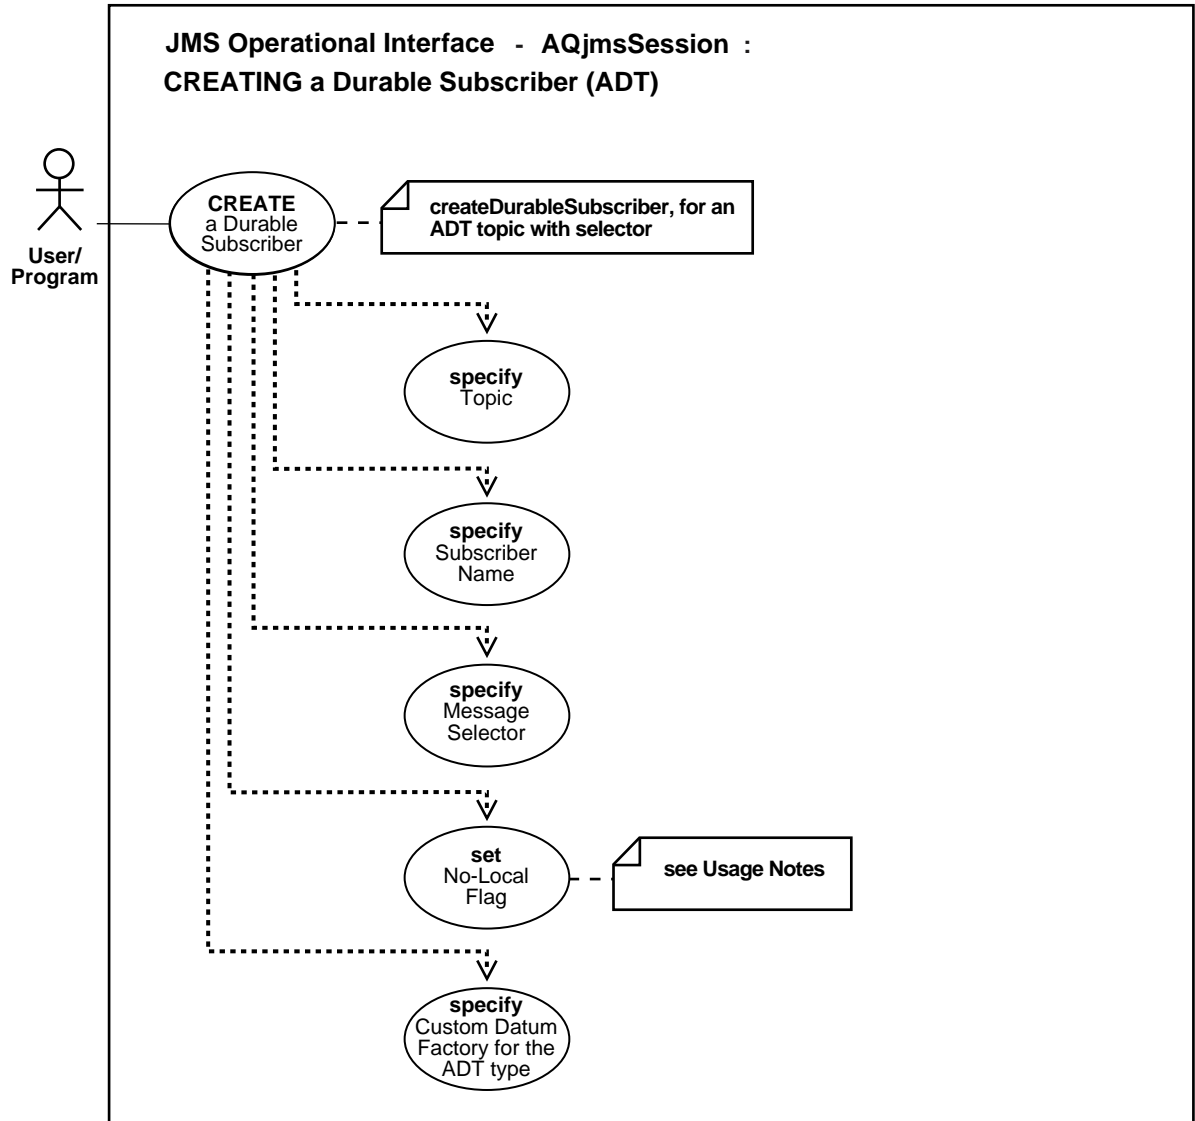 JMS Operational Interface - AQjmsSession :
CREATING a Durable Subscriber (ADT)
User/
Program
CREATE
a Durable
Subscriber
createDurableSubscriber, for an
ADT topic with selector
specify
Topic
specify
Subscriber
Name
specify
Message
Selector
set
No-Local
Flag
see Usage Notes
specify
Custom Datum
Factory for the
ADT type